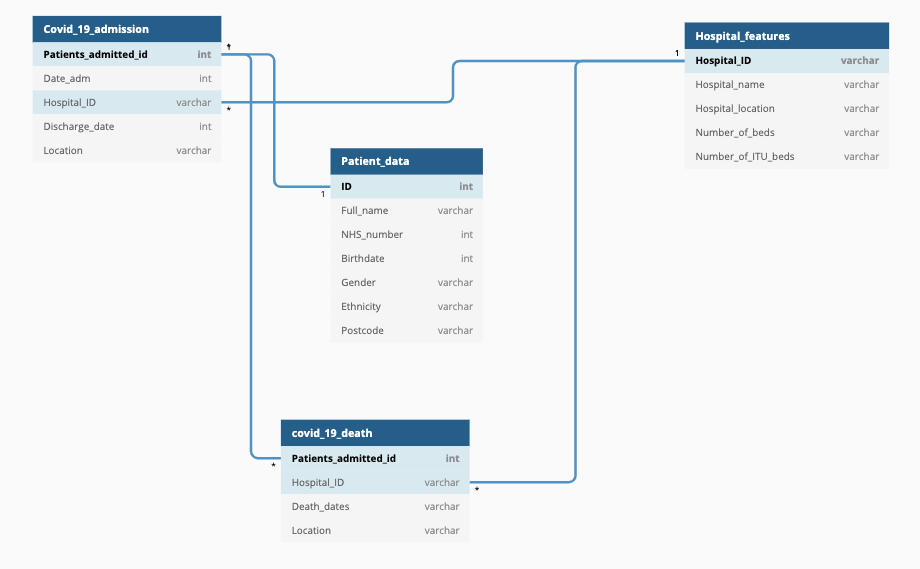 Covid_19_admission
Patients_admitted_id int
Date_adm int
Hospital_ID varchar
Discharge_date int
Location varchar
*
1
Hospital_features
Hospital_ID varchar
Hospital_name varchar
Hospital_location varchar
Number_of_beds varchar
Number_of_ITU_beds varchar
Patient_data
ID int
Full_name varchar
NHS_number int
Birthdate int
Gender varchar
Ethnicity varchar
Postcode varchar
1
covid_19_death
Patients_admitted_id int
Hospital_ID varchar
Death_dates varchar
Location varchar
*
*